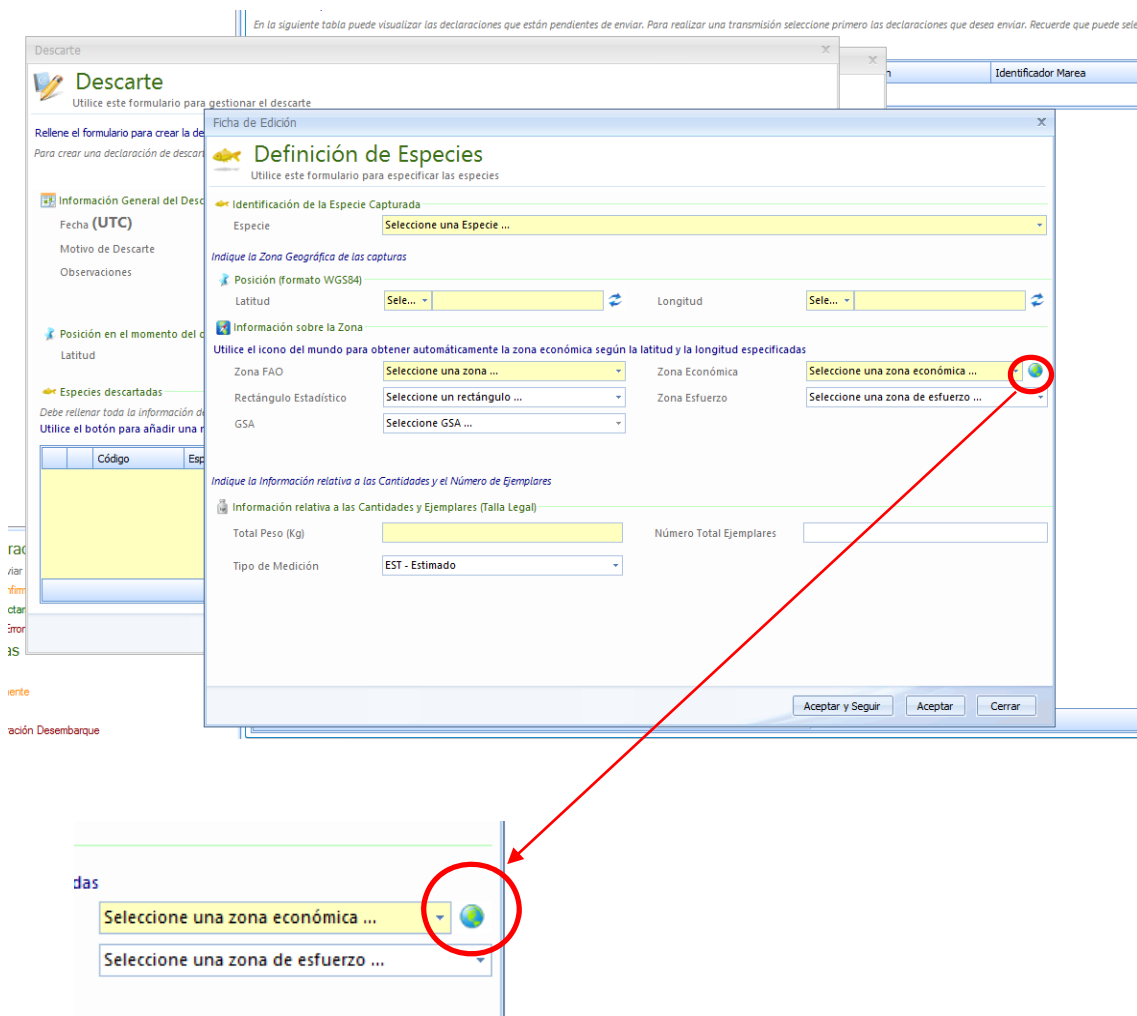 En la siguiente tabla puede visualizar las declaraciones que están pendientes de enviar. Para realizar una transmisión seleccione primero las declaraciones que desea enviar. Recuerde que puede sele
Identificador Marea
Descarte
Descarte
Utilice este formulario para gestionar el descarte
Rellene el formulario para crear la de
Para crear una declaración de descar
Información General del Desc
Fecha (UTC)
Motivo de Descarte
Observaciones
Posición en el momento del d
Latitud
Especies descartadas
Debe rellenar toda la información de
Utilice el botón para añadir una r
Código
Esp
Ficha de Edición
Definición de Especies
Utilice este formulario para especificar las especies
Identificación de la Especie Capturada
Especie Seleccione una Especie ...
Indique la Zona Geográfica de las capturas
Posición (formato WGS84)
Latitud Sele... Longitud Sele...
Información sobre la Zona
Utilice el icono del mundo para obtener automáticamente la zona económica según la latitud y la longitud especificadas
Zona FAO Seleccione una zona ... Zona Económica Seleccione una zona económica ...
Rectángulo Estadístico Seleccione un rectángulo ... Zona Esfuerzo Seleccione una zona de esfuerzo ...
GSA Seleccione GSA ...
Indique la Información relativa a las Cantidades y el Número de Ejemplares
Información relativa a las Cantidades y Ejemplares (Talla Legal)
Total Peso (Kg) Número Total Ejemplares
Tipo de Medición EST - Estimado
Aceptar y Seguir Aceptar Cerrar
viar
Error
as
ente
ación Desembarque
das
Seleccione una zona económica ...
Seleccione una zona de esfuerzo ...